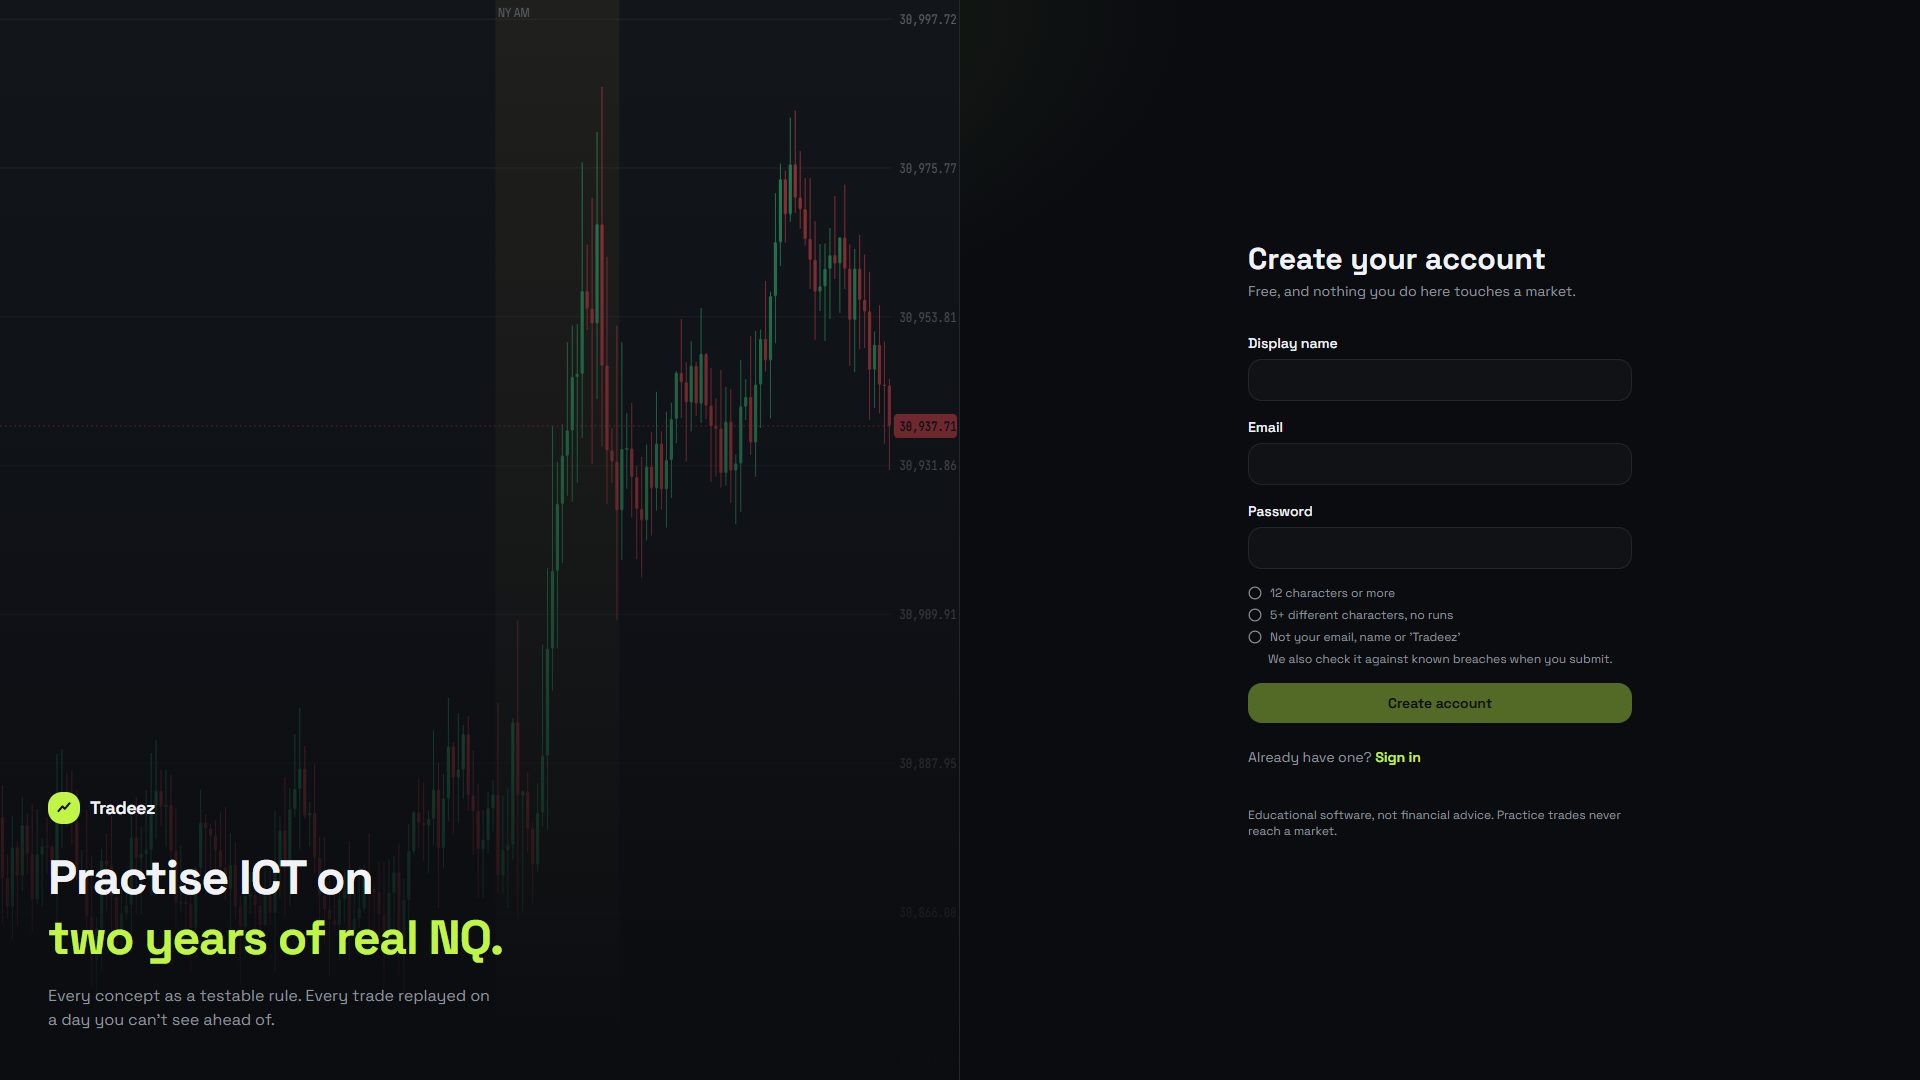 NY AM
30,997.72
30,975.77
30,953.81
30,937.71
30,931.86
30,909.91
30,887.95
30,866.00
Tradeez
Practise ICT on
two years of real NQ.
Every concept as a testable rule. Every trade replayed on
a day you can't see ahead of.
Create your account
Free, and nothing you do here touches a market.
Display name
Email
Password
12 characters or more
5+ different characters, no runs
Not your email, name or 'Tradeez'
We also check it against known breaches when you submit.
Create account
Already have one? Sign in
Educational software, not financial advice. Practice trades never
reach a market.